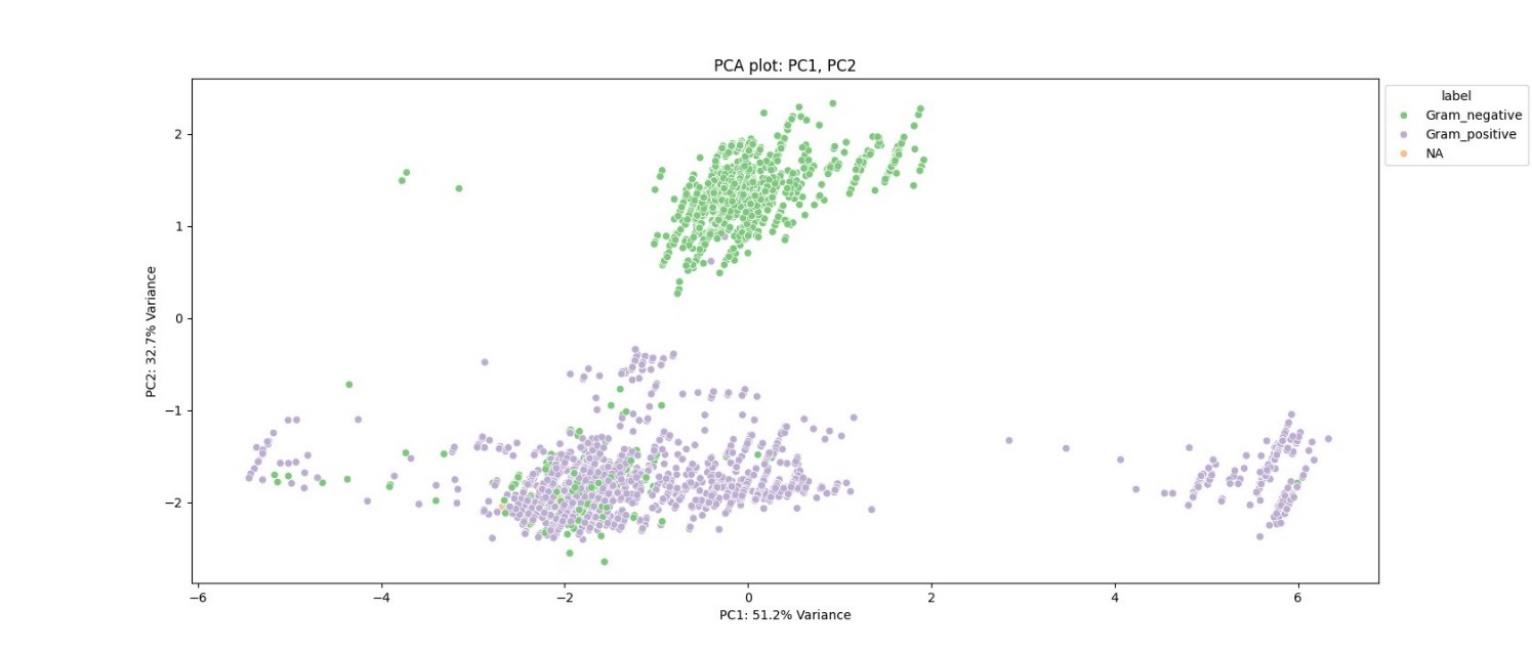 PCA plot: PC1, PC2
label
Gram_negative
Gram_positive
NA
PC2: 32.7% Variance
2
1
0
−1
−2
−6 −4 −2 0 2 4 6
PC1: 51.2% Variance